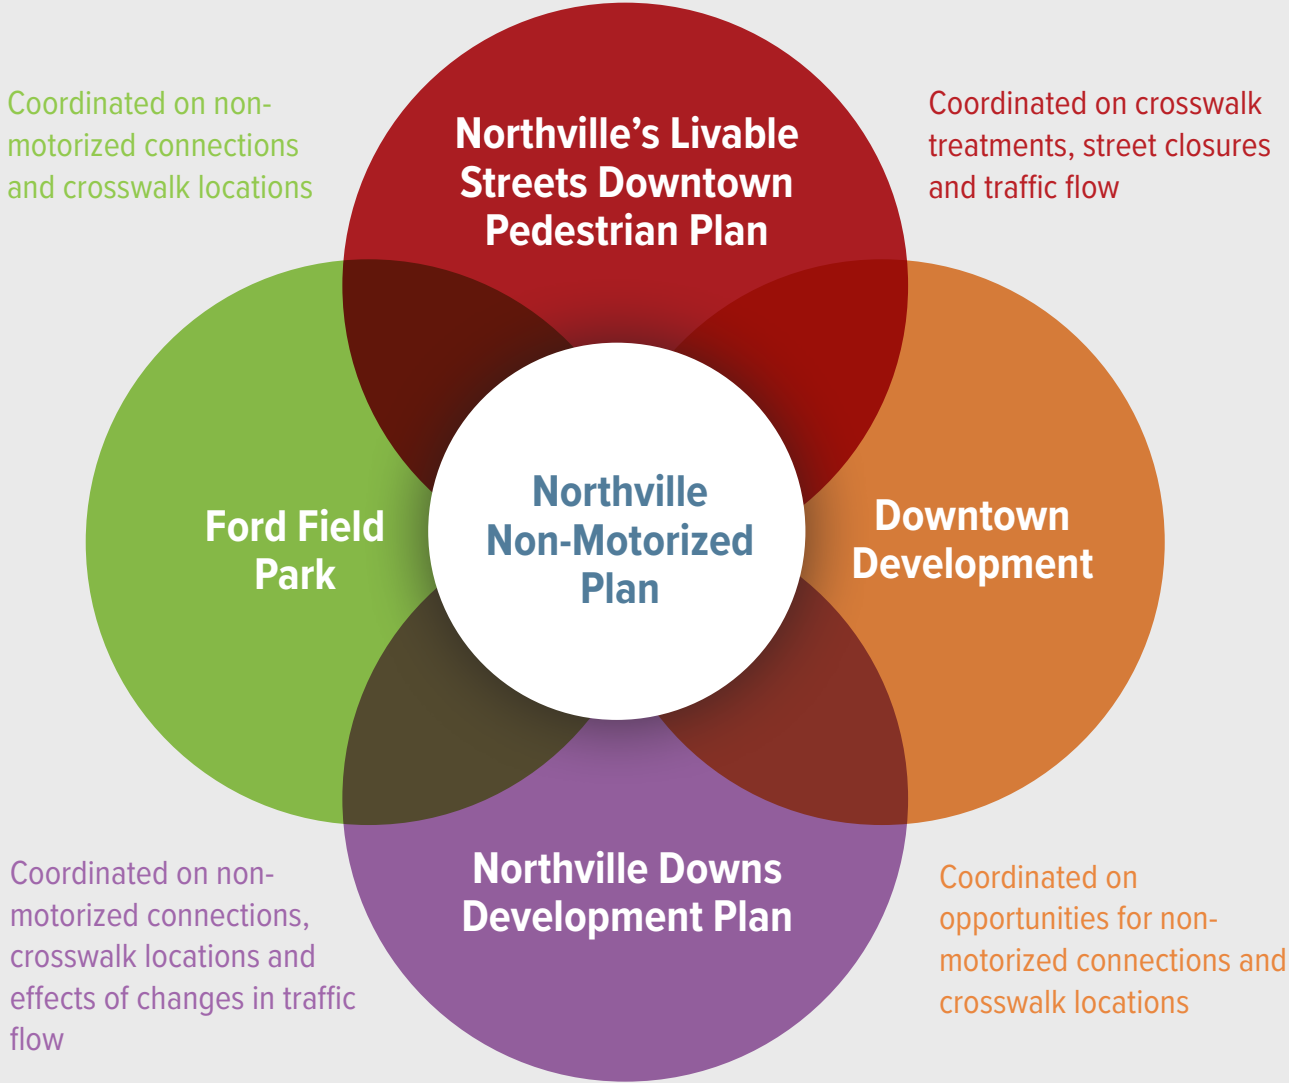 Coordinated on non-
motorized connections
and crosswalk locations
Northville’s Livable
Streets Downtown
Pedestrian Plan
Coordinated on crosswalk
treatments, street closures
and traffic flow
Ford Field
Park
Northville
Non-Motorized
Plan
Downtown
Development
Northville Downs
Development Plan
Coordinated on non-
motorized connections,
crosswalk locations and
effects of changes in traffic
flow
Coordinated on
opportunities for non-
motorized connections and
crosswalk locations